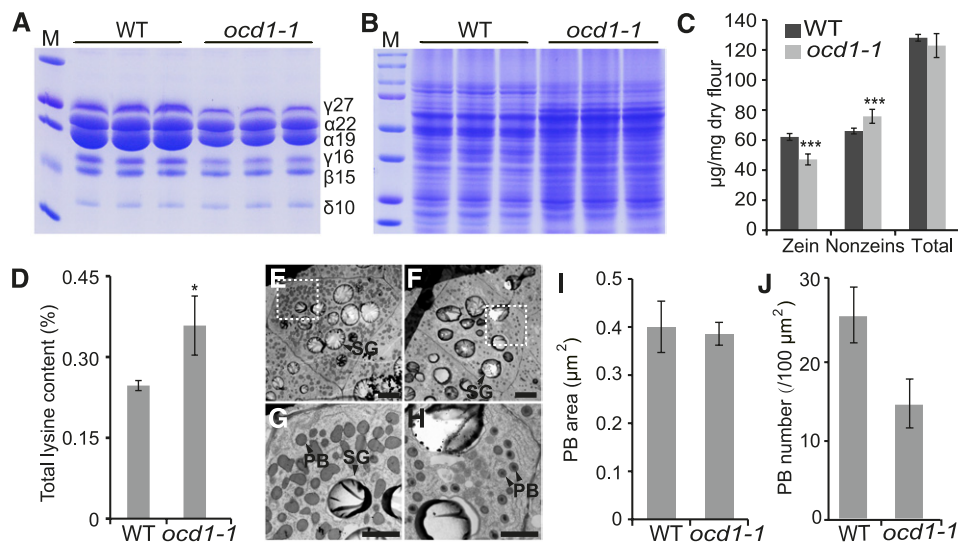 A
M
WT
ocd1-1
γ27
α22
α19
γ16
β15
δ10
B
M
WT
ocd1-1
C
WT
ocd1-1
µg/mg dry flour
140
120
100
80
60
40
20
0
***
***
Zein
Nonzeins
Total
D
Total lysine content (%)
0.45
0.30
0.15
0
*
WT
ocd1-1
E
SG
F
SG
G
PB
SG
H
PB
I
PB area (µm²)
0.5
0.4
0.3
0.2
0.1
0
WT
ocd1-1
J
PB number (/100 µm²)
30
20
10
0
WT
ocd1-1